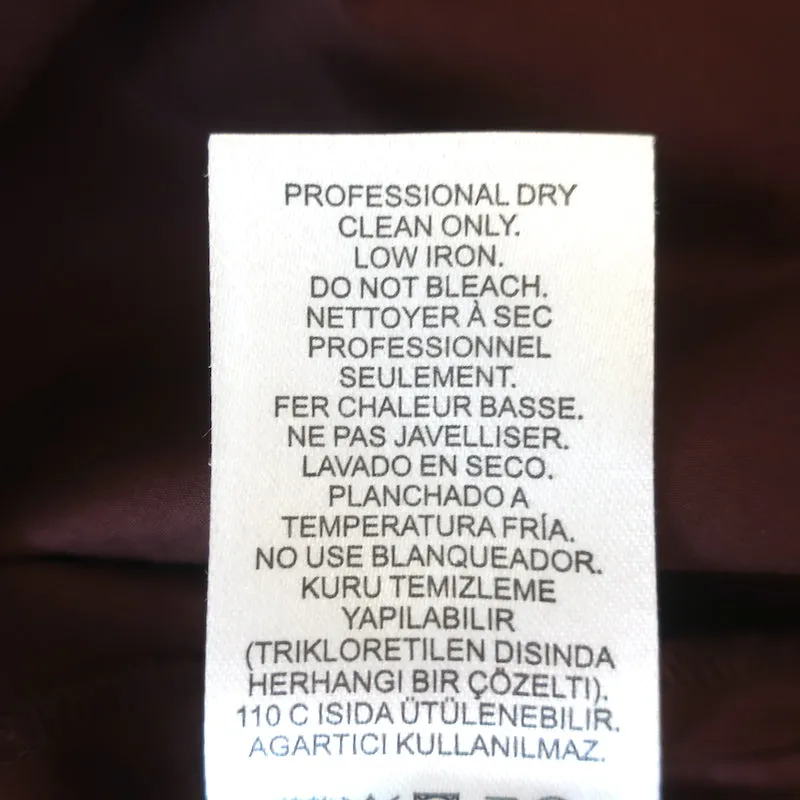 PROFESSIONAL DRY
CLEAN ONLY.
LOW IRON.
DO NOT BLEACH.
NETTOYER À SEC
PROFESSIONNEL
SEULEMENT.
FER CHALEUR BASSE.
NE PAS JAVELLISER.
LAVADO EN SECO.
PLANCHADO A
TEMPERATURA FRÍA.
NO USE BLANQUEADOR.
KURU TEMIZLEME
YAPILABILIR
(TRIKLORETILEN DISINDA
HERHANGI BIR ÇÖZELTI).
110 C ISIDA ÜTÜLENEBILIR.
AGARTICI KULLANILMAZ.